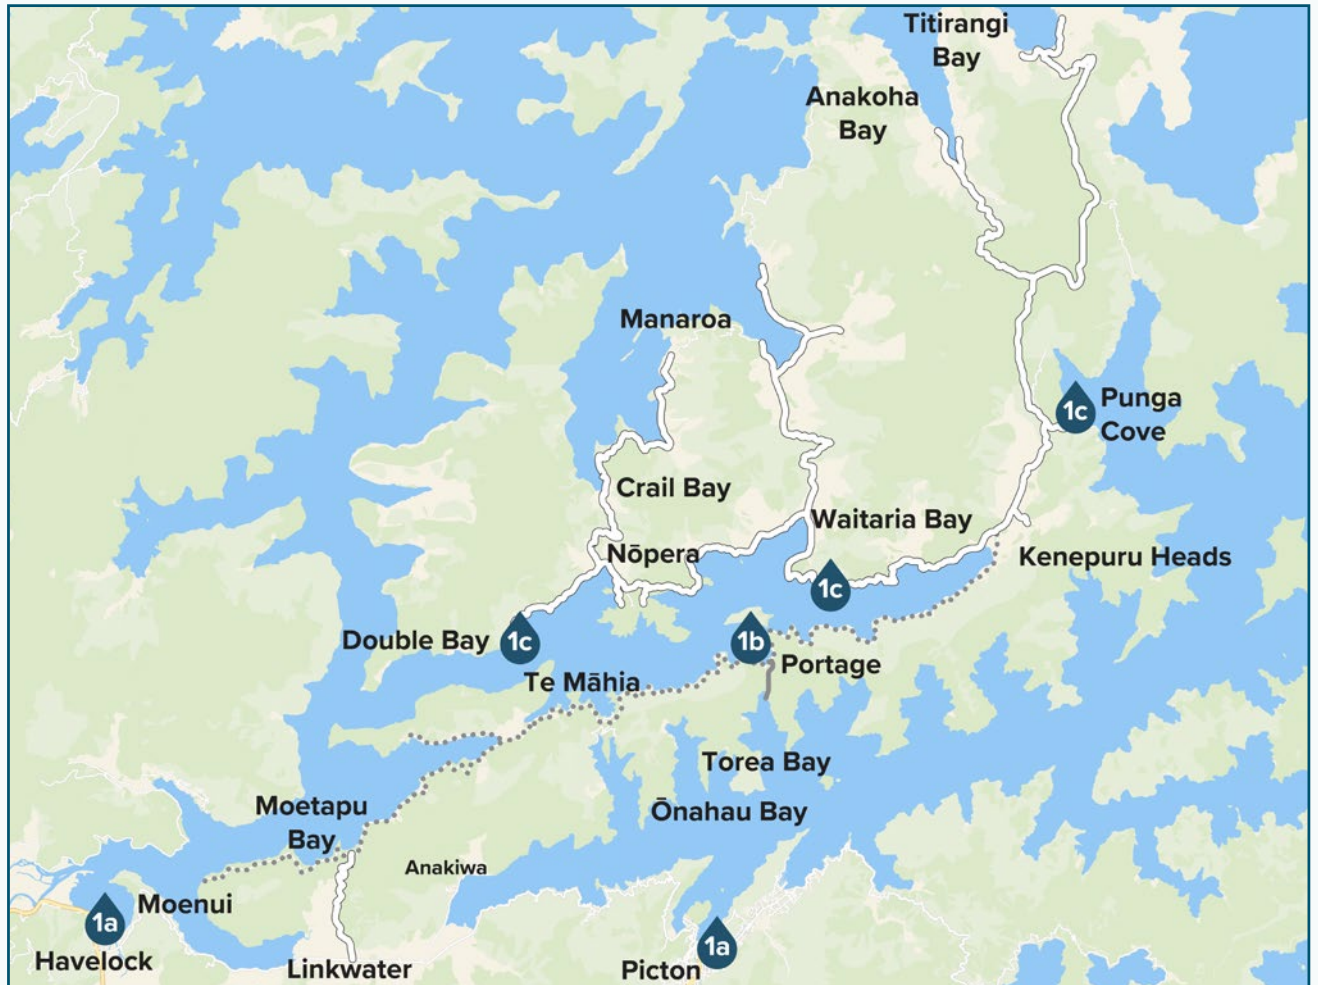 Titirangi
Bay
Anakoha
Bay
Manaroa
1c
Punga
Cove
Crail Bay
Waitaria Bay
Nōpera
Kenepuru Heads
1c
Double Bay
1c
1b
Portage
Te Māhia
Torea Bay
Ōnahau Bay
Moetapu
Bay
Anakiwa
Moenui
1a
Havelock
Linkwater
1a
Picton